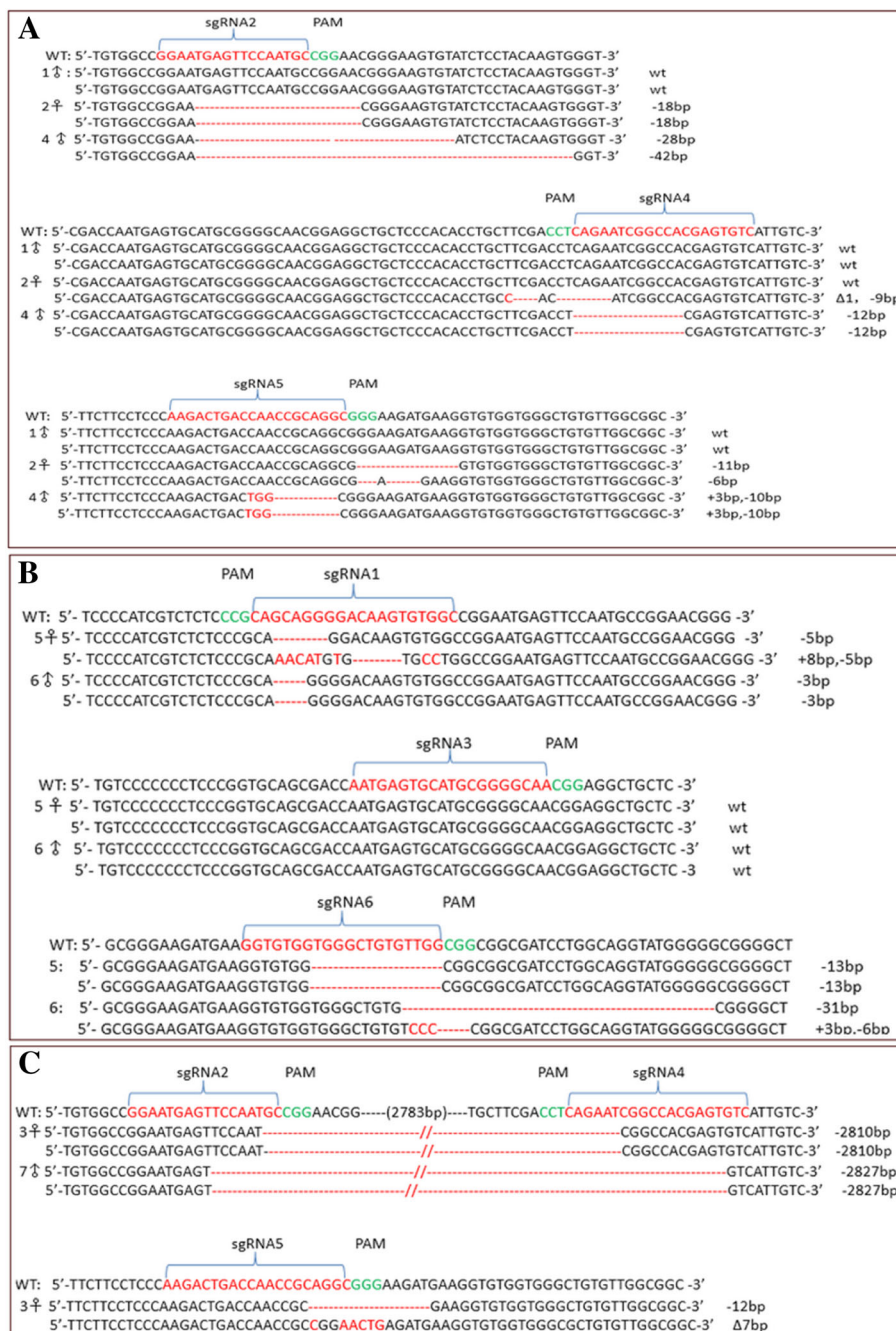 A
sgRNA2 PAM
WT: 5’-TGTGGCCGGAATGAGTTCCAATGCCGGAACGGGAAGTGTATCTCCTACAAGTGGGT-3’
1♂: 5’-TGTGGCCGGAATGAGTTCCAATGCCGGAACGGGAAGTGTATCTCCTACAAGTGGGT-3’ wt
5’-TGTGGCCGGAATGAGTTCCAATGCCGGAACGGGAAGTGTATCTCCTACAAGTGGGT-3’ wt
2♀ 5’-TGTGGCCGGAA------------------CGGGAAGTGTATCTCCTACAAGTGGGT-3’ -18bp
5’-TGTGGCCGGAA------------------CGGGAAGTGTATCTCCTACAAGTGGGT-3’ -18bp
4 ♂ 5’-TGTGGCCGGAA----------------------------ATCTCCTACAAGTGGGT -3’ -28bp
5’-TGTGGCCGGAA------------------------------------------GGT-3’ -42bp
PAM sgRNA4
WT: 5’-CGACCAATGAGTGCATGCGGGGCAACGGAGGCTGCTCCCACACCTGCTTCGACCTCAGAATCGGCCACGAGTGTCATTGTC-3’
1♂ 5’-CGACCAATGAGTGCATGCGGGGCAACGGAGGCTGCTCCCACACCTGCTTCGACCTCAGAATCGGCCACGAGTGTCATTGTC-3’ wt
5’-CGACCAATGAGTGCATGCGGGGCAACGGAGGCTGCTCCCACACCTGCTTCGACCTCAGAATCGGCCACGAGTGTCATTGTC-3’ wt
2♀ 5’-CGACCAATGAGTGCATGCGGGGCAACGGAGGCTGCTCCCACACCTGCTTCGACCTCAGAATCGGCCACGAGTGTCATTGTC-3’ wt
5’-CGACCAATGAGTGCATGCGGGGCAACGGAGGCTGCTCCCACACCTGCC-----AC----------ATCGGCCACGAGTGTCATTGTC-3’ Δ1, -9bp
4 ♂ 5’-CGACCAATGAGTGCATGCGGGGCAACGGAGGCTGCTCCCACACCTGCTTCGACCT------------CGAGTGTCATTGTC-3’ -12bp
5’-CGACCAATGAGTGCATGCGGGGCAACGGAGGCTGCTCCCACACCTGCTTCGACCT------------CGAGTGTCATTGTC-3’ -12bp
sgRNA5 PAM
WT: 5’-TTCTTCCTCCCAAGACTGACCAACCGCAGGCGGGAAGATGAAGGTGTGGTGGGCTGTGTTGGCGGC -3’
1♂ 5’-TTCTTCCTCCCAAGACTGACCAACCGCAGGCGGGAAGATGAAGGTGTGGTGGGCTGTGTTGGCGGC -3’ wt
5’-TTCTTCCTCCCAAGACTGACCAACCGCAGGCGGGAAGATGAAGGTGTGGTGGGCTGTGTTGGCGGC -3’ wt
2♀ 5’-TTCTTCCTCCCAAGACTGACCAACCGCAGGCG-----------GTGTGGTGGGCTGTGTTGGCGGC-3’ -11bp
5’-TTCTTCCTCCCAAGACTGACCAACCGCAGGCG----A------GAAGGTGTGGTGGGCTGTGTTGGCGGC-3’ -6bp
4♂ 5’-TTCTTCCTCCCAAGACTGACTGG----------CGGGAAGATGAAGGTGTGGTGGGCTGTGTTGGCGGC -3’ +3bp,-10bp
5’-TTCTTCCTCCCAAGACTGACTGG----------CGGGAAGATGAAGGTGTGGTGGGCTGTGTTGGCGGC -3’ +3bp,-10bp
B
PAM sgRNA1
WT: 5’- TCCCCATCGTCTCTCCCGCAGCAGGGGACAAGTGTGGCCGGAATGAGTTCCAATGCCGGAACGGG -3’
5♀5’- TCCCCATCGTCTCTCCCGCA---------GGACAAGTGTGGCCGGAATGAGTTCCAATGCCGGAACGGG -3’ -5bp
5’- TCCCCATCGTCTCTCCCGCAAACATGTG--------TGCCTGGCCGGAATGAGTTCCAATGCCGGAACGGG -3’ +8bp,-5bp
6♂ 5’- TCCCCATCGTCTCTCCCGCA------GGGGACAAGTGTGGCCGGAATGAGTTCCAATGCCGGAACGGG -3’ -3bp
5’- TCCCCATCGTCTCTCCCGCA------GGGGACAAGTGTGGCCGGAATGAGTTCCAATGCCGGAACGGG -3’ -3bp
sgRNA3 PAM
WT: 5’- TGTCCCCCCCTCCCGGTGCAGCGACCAATGAGTGCATGCGGGGCAACGGAGGCTGCTC -3’
5 ♀ 5’- TGTCCCCCCCTCCCGGTGCAGCGACCAATGAGTGCATGCGGGGCAACGGAGGCTGCTC -3’ wt
5’- TGTCCCCCCCTCCCGGTGCAGCGACCAATGAGTGCATGCGGGGCAACGGAGGCTGCTC -3’ wt
6 ♂ 5’- TGTCCCCCCCTCCCGGTGCAGCGACCAATGAGTGCATGCGGGGCAACGGAGGCTGCTC -3’ wt
5’- TGTCCCCCCCTCCCGGTGCAGCGACCAATGAGTGCATGCGGGGCAACGGAGGCTGCTC -3 wt
sgRNA6 PAM
WT: 5’- GCGGGAAGATGAAGGTGTGGTGGGCTGTGTTGGCGGCGGCGATCCTGGCAGGTATGGGGGCGGGGCT
5: 5’- GCGGGAAGATGAAGGTGTGG-------------CGGCGGCGATCCTGGCAGGTATGGGGGCGGGGCT -13bp
5’- GCGGGAAGATGAAGGTGTGG-------------CGGCGGCGATCCTGGCAGGTATGGGGGCGGGGCT -13bp
6: 5’- GCGGGAAGATGAAGGTGTGGTGGGCTGTG-------------------------------CGGGGCT -31bp
5’- GCGGGAAGATGAAGGTGTGGTGGGCTGTGTCCC------CGGCGATCCTGGCAGGTATGGGGGCGGGGCT +3bp,-6bp
C
sgRNA2 PAM PAM sgRNA4
WT: 5’-TGTGGCCGGAATGAGTTCCAATGCCGGAACGG-----(2783bp)----TGCTTCGACCTCAGAATCGGCCACGAGTGTCATTGTC-3’
3♀ 5’-TGTGGCCGGAATGAGTTCCAAT--------------------//------------------------CGGCCACGAGTGTCATTGTC-3’ -2810bp
5’-TGTGGCCGGAATGAGTTCCAAT--------------------//------------------------CGGCCACGAGTGTCATTGTC-3’ -2810bp
7♂ 5’-TGTGGCCGGAATGAGT-------------------------//----------------------------------GTCATTGTC-3’ -2827bp
5’-TGTGGCCGGAATGAGT-------------------------//----------------------------------GTCATTGTC-3’ -2827bp
sgRNA5 PAM
WT: 5’-TTCTTCCTCCCAAGACTGACCAACCGCAGGCGGGAAGATGAAGGTGTGGTGGGCTGTGTTGGCGGC -3’
3♀ 5’-TTCTTCCTCCCAAGACTGACCAACCGC------------GAAGGTGTGGTGGGCTGTGTTGGCGGC-3’ -12bp
5’-TTCTTCCTCCCAAGACTGACCAACCGCCGGAACTGAGATGAAGGTGTGGTGGGCGCTGTGTTGGCGGC-3’ Δ7bp